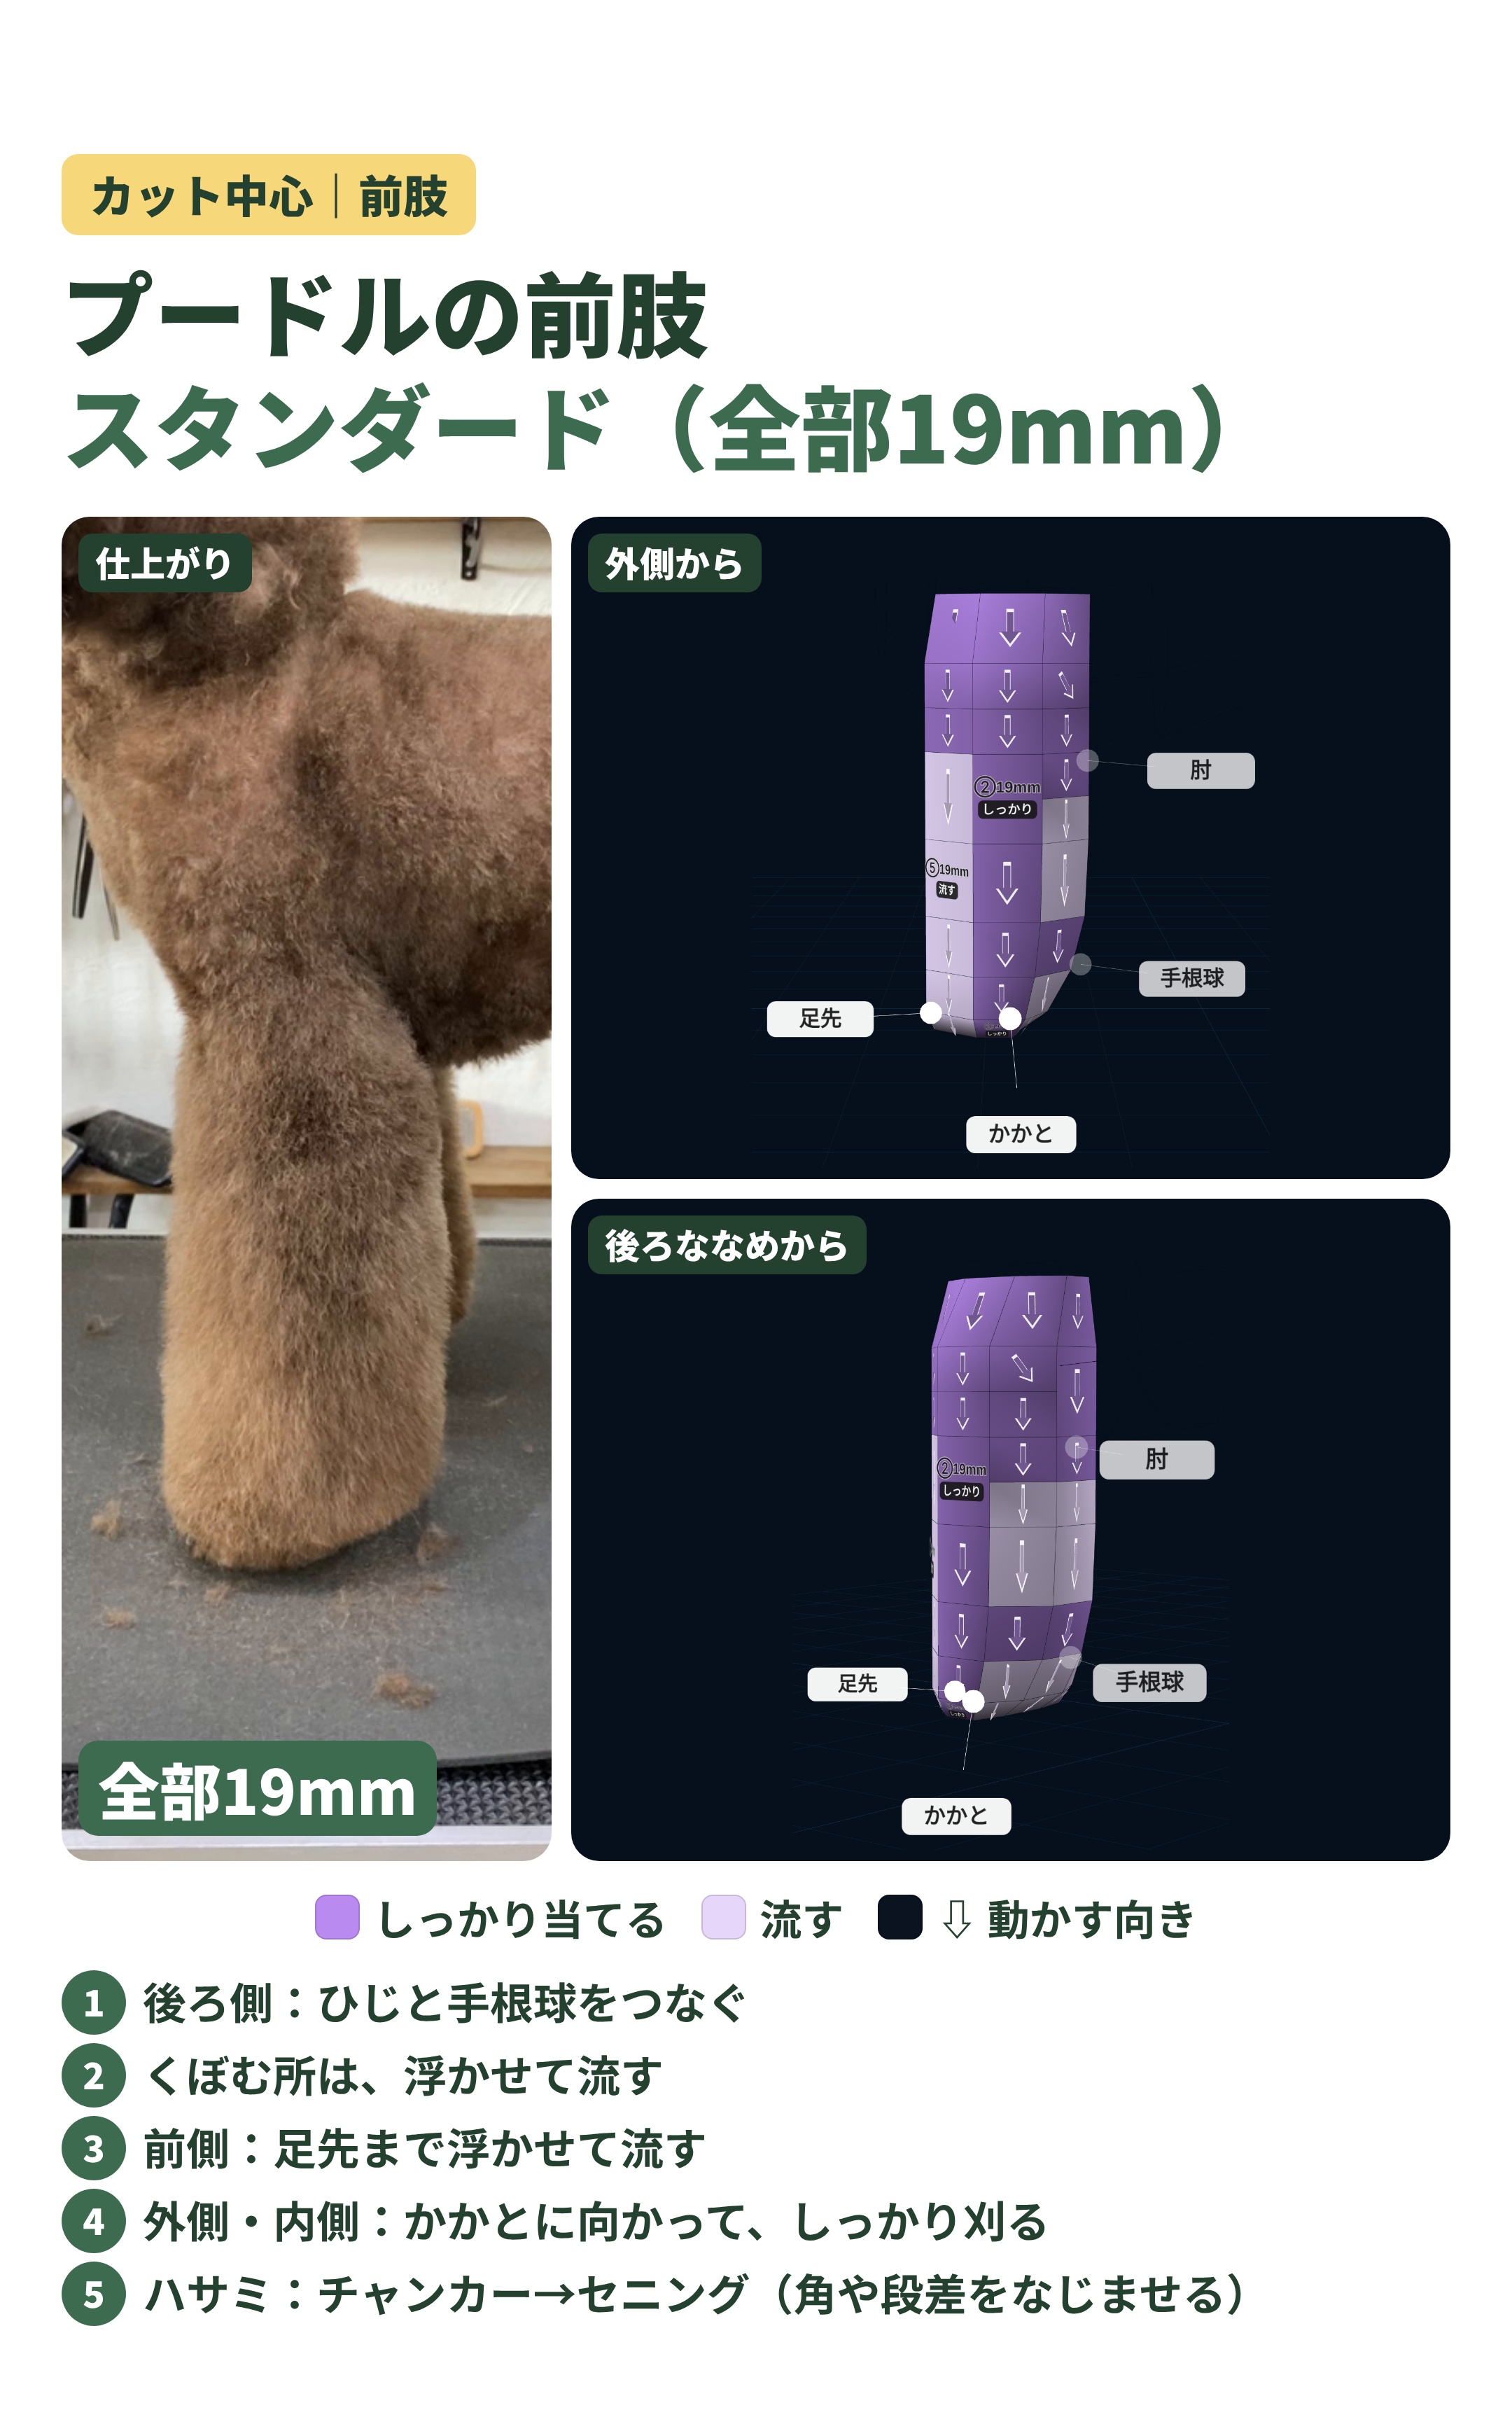 カット中心｜前肢
プードルの前肢
スタンダード（全部19mm）
仕上がり
全部19mm
外側から
②19mm
しっかり
⑤19mm
流す
肘
手根球
足先
しっかり
かかと
後ろななめから
②19mm
しっかり
肘
足先
手根球
しっかり
かかと
しっかり当てる
流す
⇩ 動かす向き
1 後ろ側：ひじと手根球をつなぐ
2 くぼむ所は、浮かせて流す
3 前側：足先まで浮かせて流す
4 外側・内側：かかとに向かって、しっかり刈る
5 ハサミ：チャンカー→セニング（角や段差をなじませる）